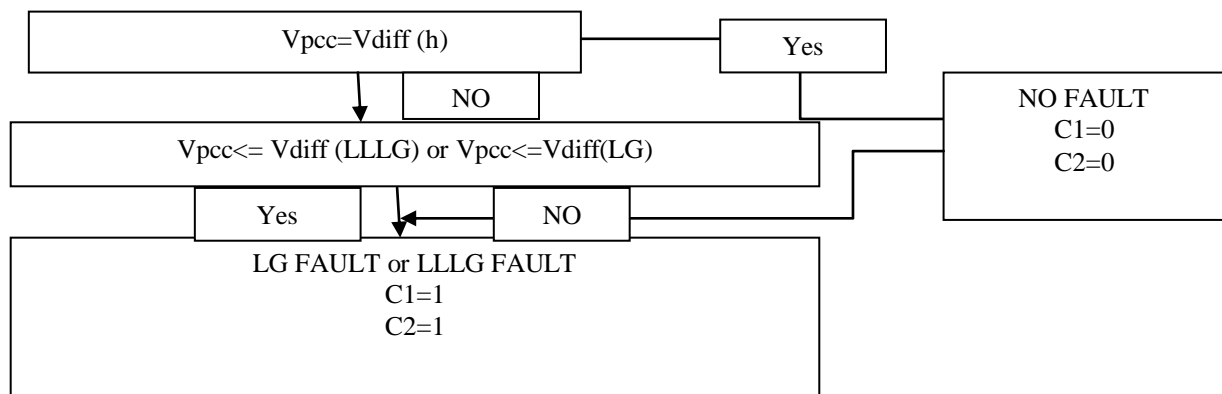 Vpcc=Vdiff (h)
Yes
NO
NO FAULT
C1=0
C2=0
Vpcc<= Vdiff (LLLG) or Vpcc<=Vdiff(LG)
Yes
NO
LG FAULT or LLLG FAULT
C1=1
C2=1